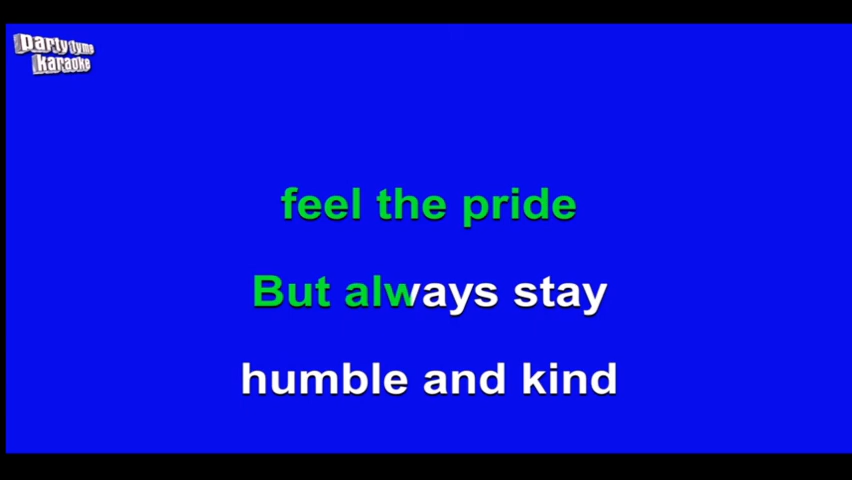 Party Tyme
Karaoke
feel the pride
But always stay
humble and kind